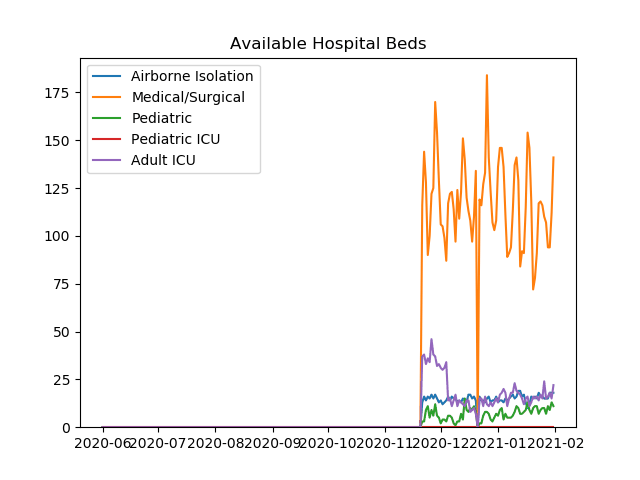 Available Hospital Beds
Airborne Isolation
Medical/Surgical
Pediatric
Pediatric ICU
Adult ICU
175
150
125
100
75
50
25
0
2020-06 2020-07 2020-08 2020-09 2020-10 2020-11 2020-12 2021-01 2021-02